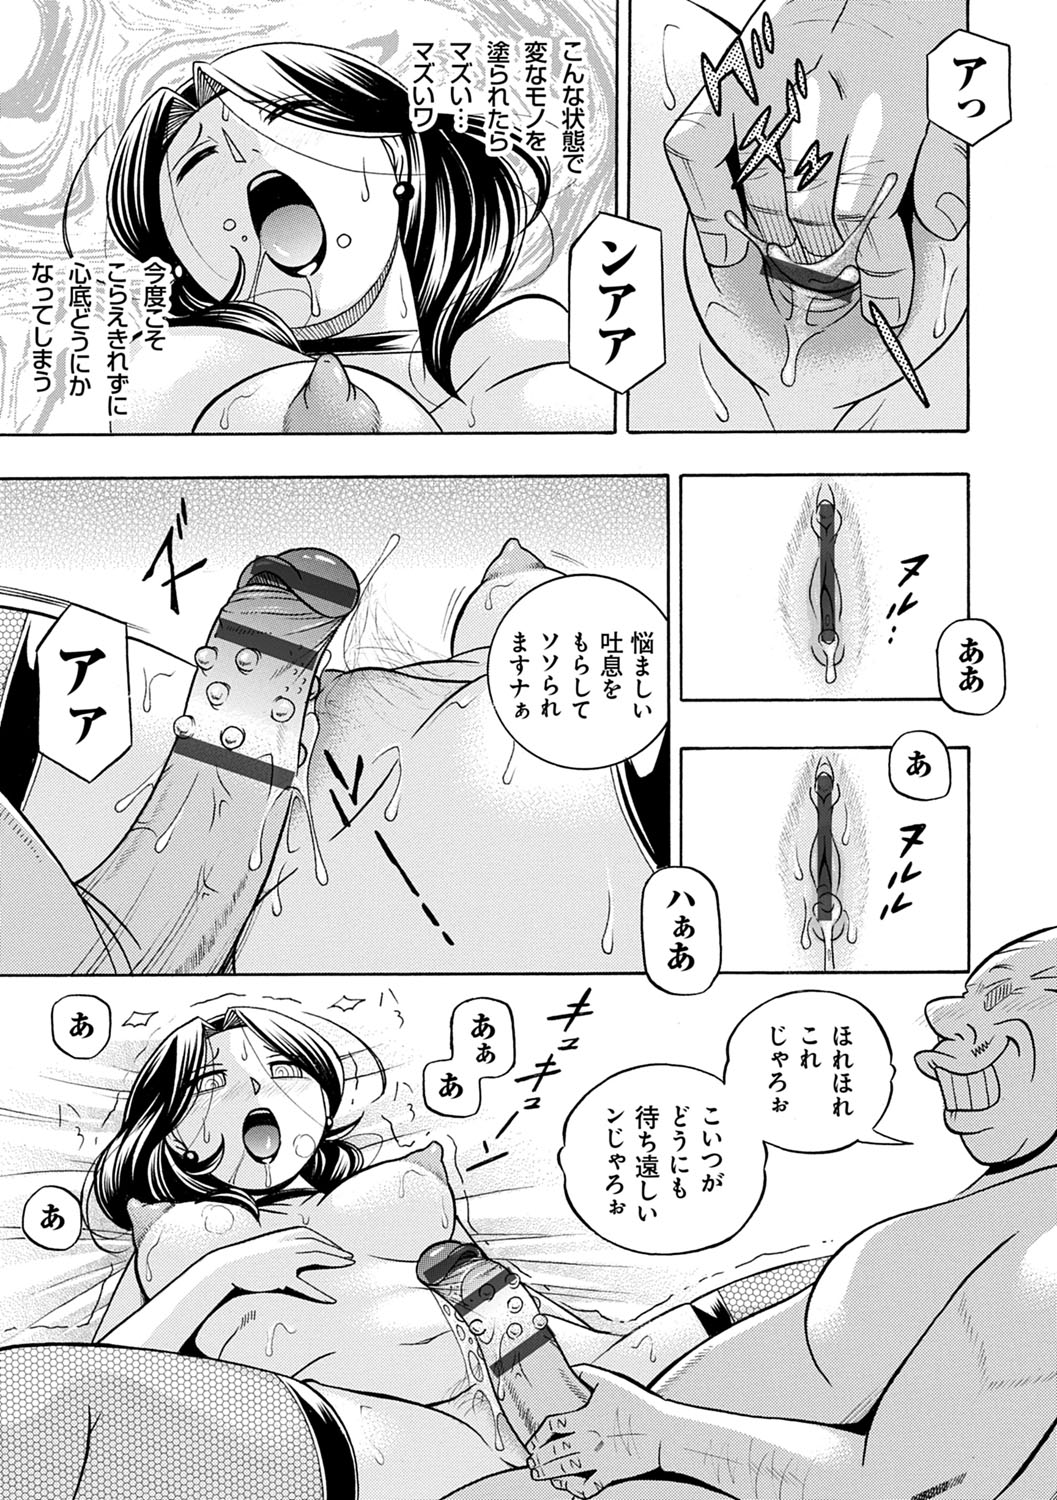 アっ
ンアァ
こんな状態で
変なモノを
塗られたら
マズい…
マズいワ
今度こそ
こらえきれずに
心底どうにか
なってしまう
ヌル…
ああ
あ
ヌルル
ハぁあ
悩ましい
吐息を
もらして
ソソられ
ますナぁ
アァ
ほれほれ
これ
じゃろぉ
こいつが
どうにも
待ち遠しい
ンじゃろぉ
キュキュ
あぁ
あ
あ
あ